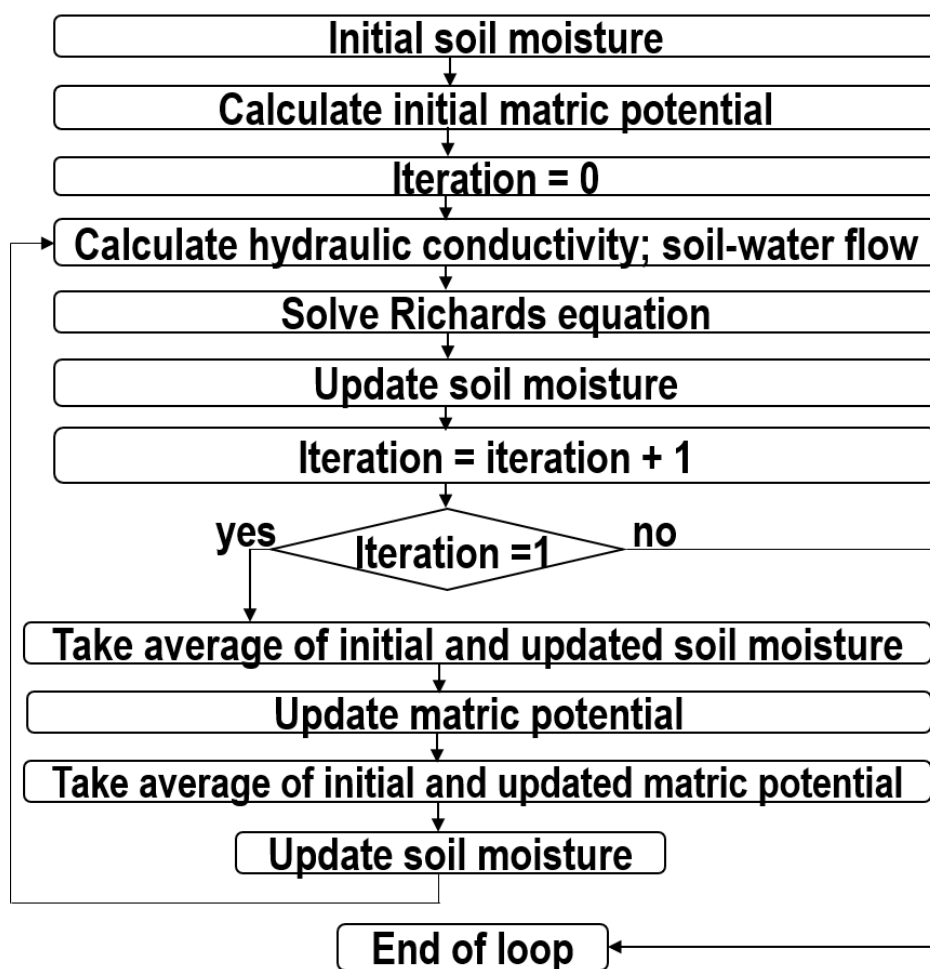 Initial soil moisture
Calculate initial matric potential
Iteration = 0
Calculate hydraulic conductivity; soil-water flow
Solve Richards equation
Update soil moisture
Iteration = iteration + 1
yes
Iteration =1
no
Take average of initial and updated soil moisture
Update matric potential
Take average of initial and updated matric potential
Update soil moisture
End of loop